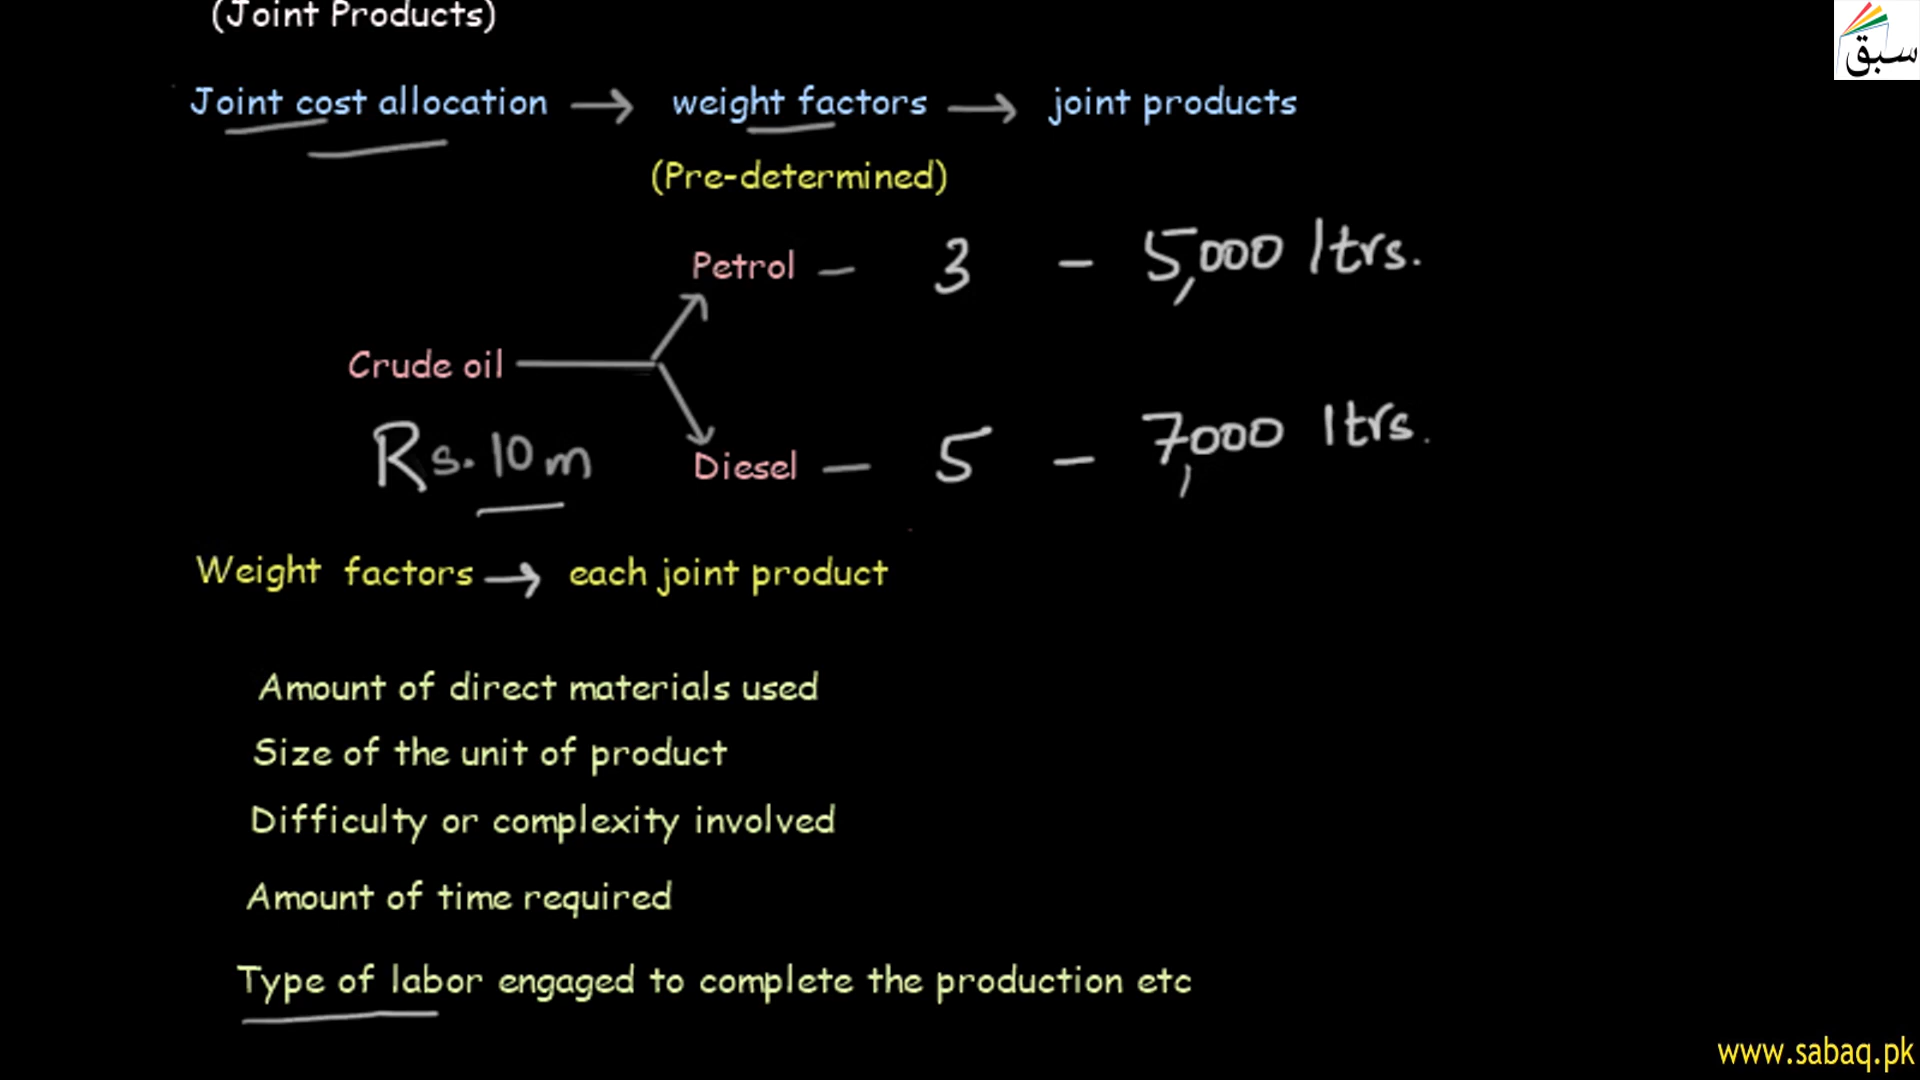 (Joint Products)
سبق
Joint cost allocation → weight factors → joint products
(Pre-determined)
Petrol — 3 - 5,000 ltrs.
Crude oil
Rs. 10 m
Diesel — 5 - 7,000 ltrs.
Weight factors → each joint product
Amount of direct materials used
Size of the unit of product
Difficulty or complexity involved
Amount of time required
Type of labor engaged to complete the production etc
www.sabaq.pk